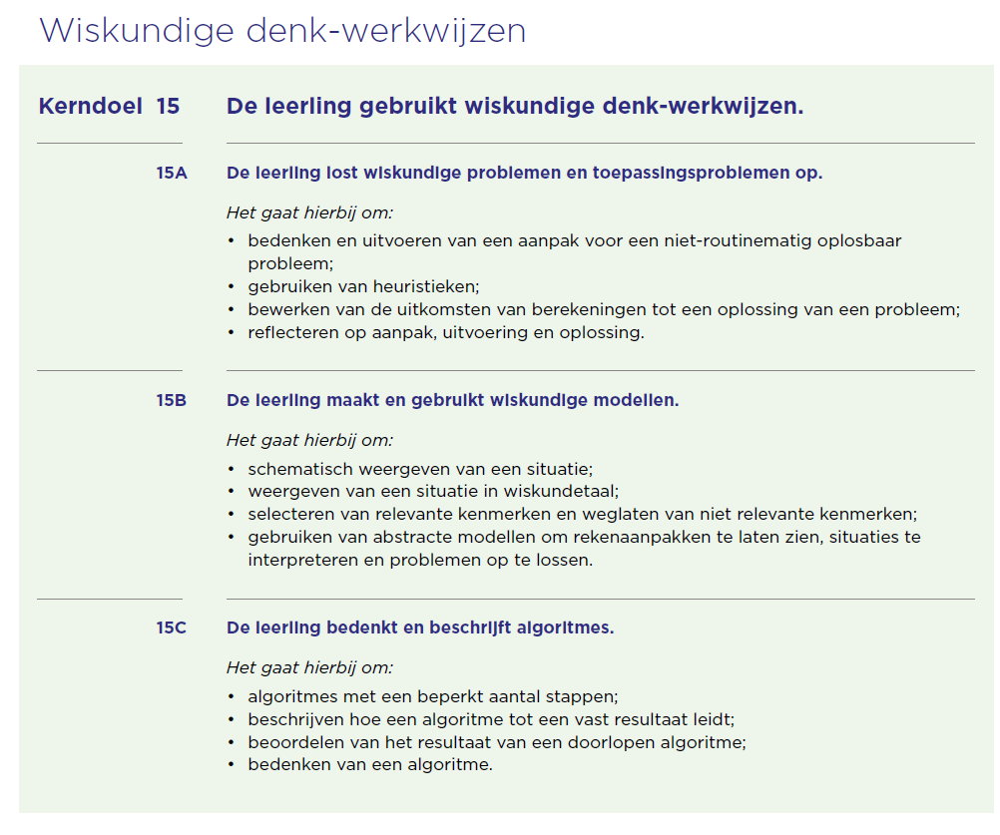 Wiskundige denk-werkwijzen
Kerndoel 15 De leerling gebruikt wiskundige denk-werkwijzen.
15A De leerling lost wiskundige problemen en toepassingsproblemen op.
Het gaat hierbij om:
• bedenken en uitvoeren van een aanpak voor een niet-routinematig oplosbaar
probleem;
• gebruiken van heuristieken;
• bewerken van de uitkomsten van berekeningen tot een oplossing van een probleem;
• reflecteren op aanpak, uitvoering en oplossing.
15B De leerling maakt en gebruikt wiskundige modellen.
Het gaat hierbij om:
• schematisch weergeven van een situatie;
• weergeven van een situatie in wiskundetaal;
• selecteren van relevante kenmerken en weglaten van niet relevante kenmerken;
• gebruiken van abstracte modellen om rekenaanpakken te laten zien, situaties te
interpreteren en problemen op te lossen.
15C De leerling bedenkt en beschrijft algoritmes.
Het gaat hierbij om:
• algoritmes met een beperkt aantal stappen;
• beschrijven hoe een algoritme tot een vast resultaat leidt;
• beoordelen van het resultaat van een doorlopen algoritme;
• bedenken van een algoritme.